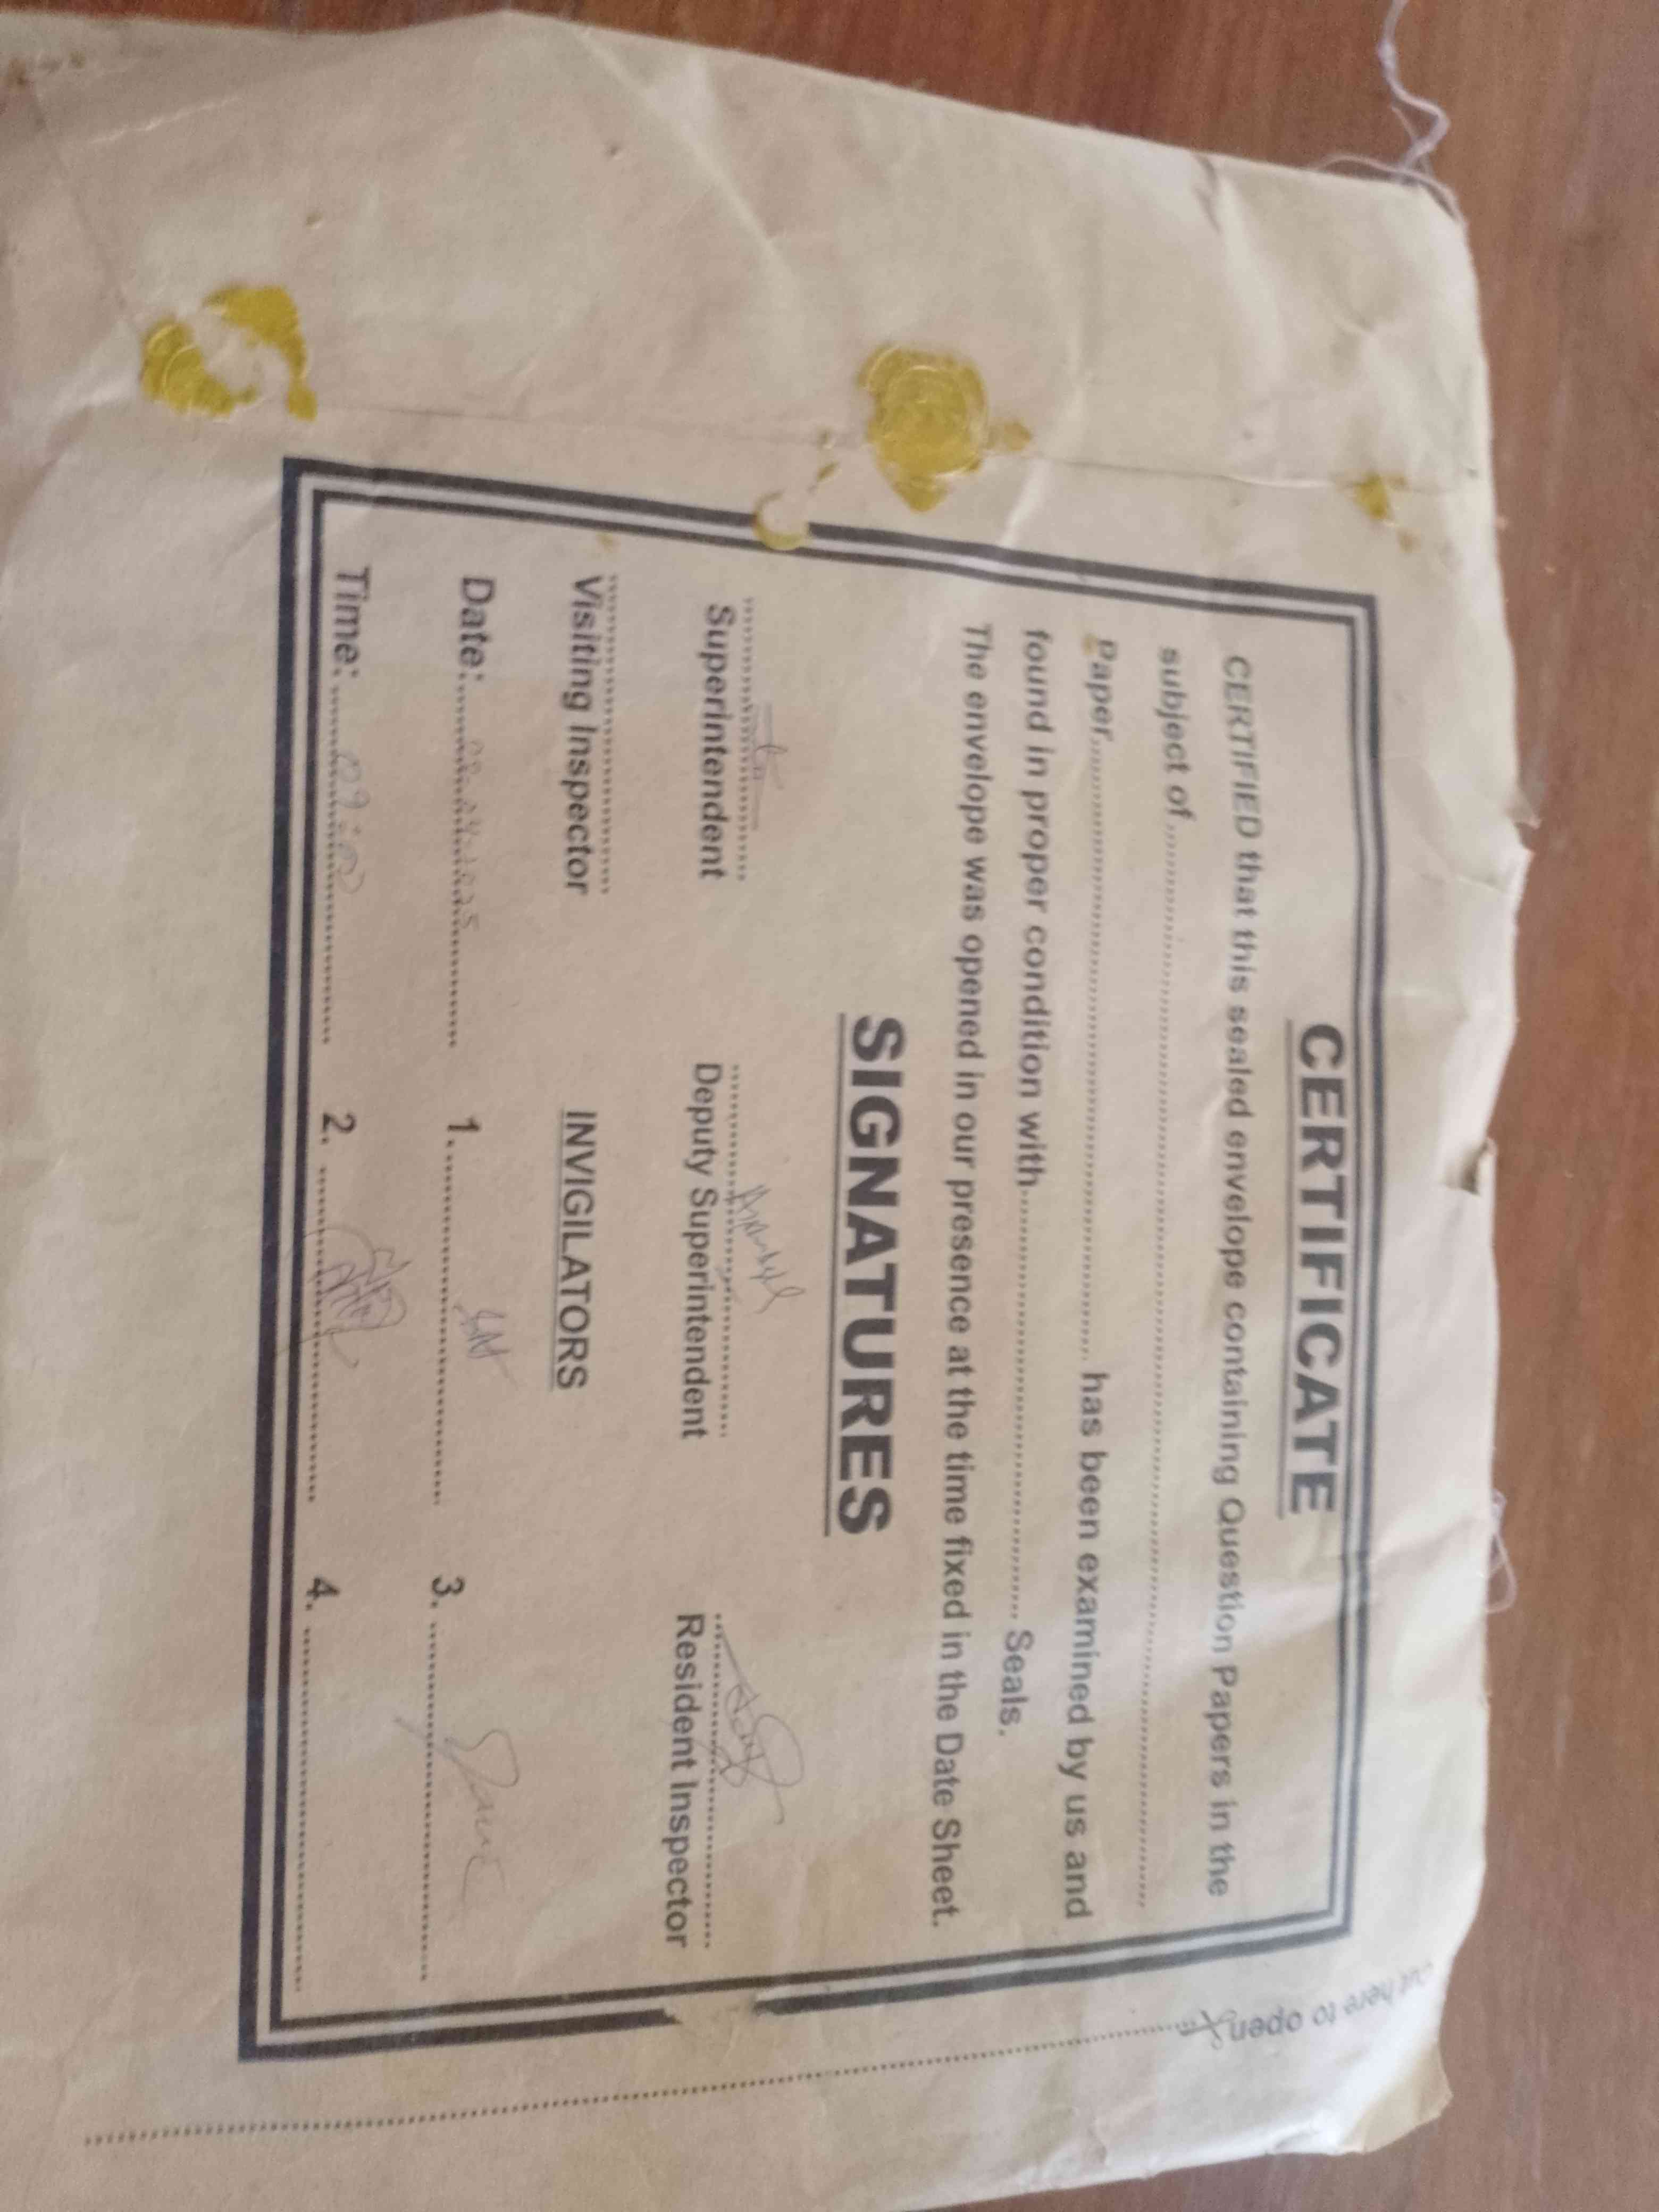 CERTIFICATE
CERTIFIED that this sealed envelope containing Question Papers in the
subject of
Paper has been examined by us and
found in proper condition with Seals.
The envelope was opened in our presence at the time fixed in the Date Sheet.
SIGNATURES
Superintendent Deputy Superintendent Resident Inspector
Visiting Inspector INVIGILATORS
Date: 1. 3.
Time: 2. 4.
here to open